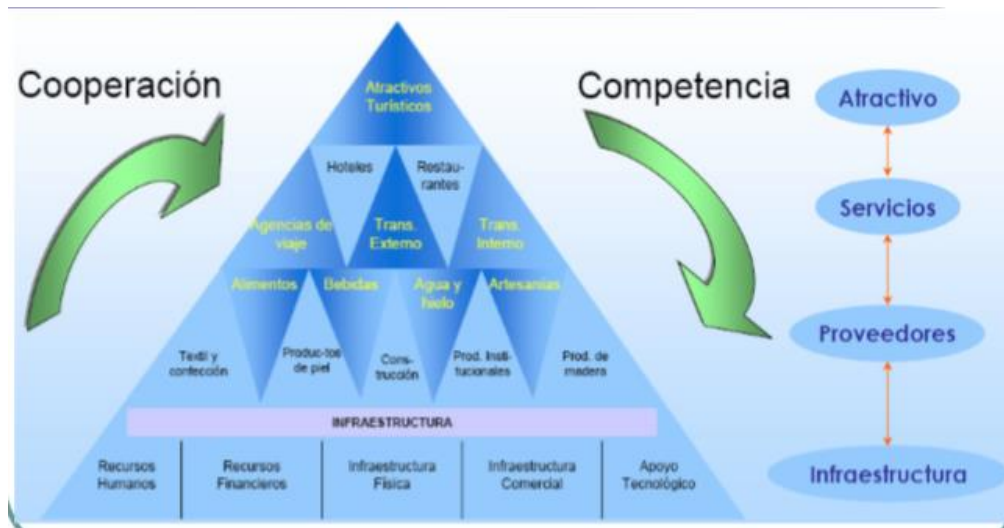 Cooperación
Competencia
Atractivos
Turísticos
Hoteles
Restau-
rantes
Agencias de
viaje
Trans.
Externo
Trans.
Interno
Alimentos
Bebidas
Agua y
hielo
Artesanías
Textil y
confección
Produc-tos
de piel
Cons-
trucción
Prod. Insti-
tucionales
Prod. de
madera
INFRAESTRUCTURA
Recursos
Humanos
Recursos
Financieros
Infraestructura
Física
Infraestructura
Comercial
Apoyo
Tecnológico
Atractivo
Servicios
Proveedores
Infraestructura